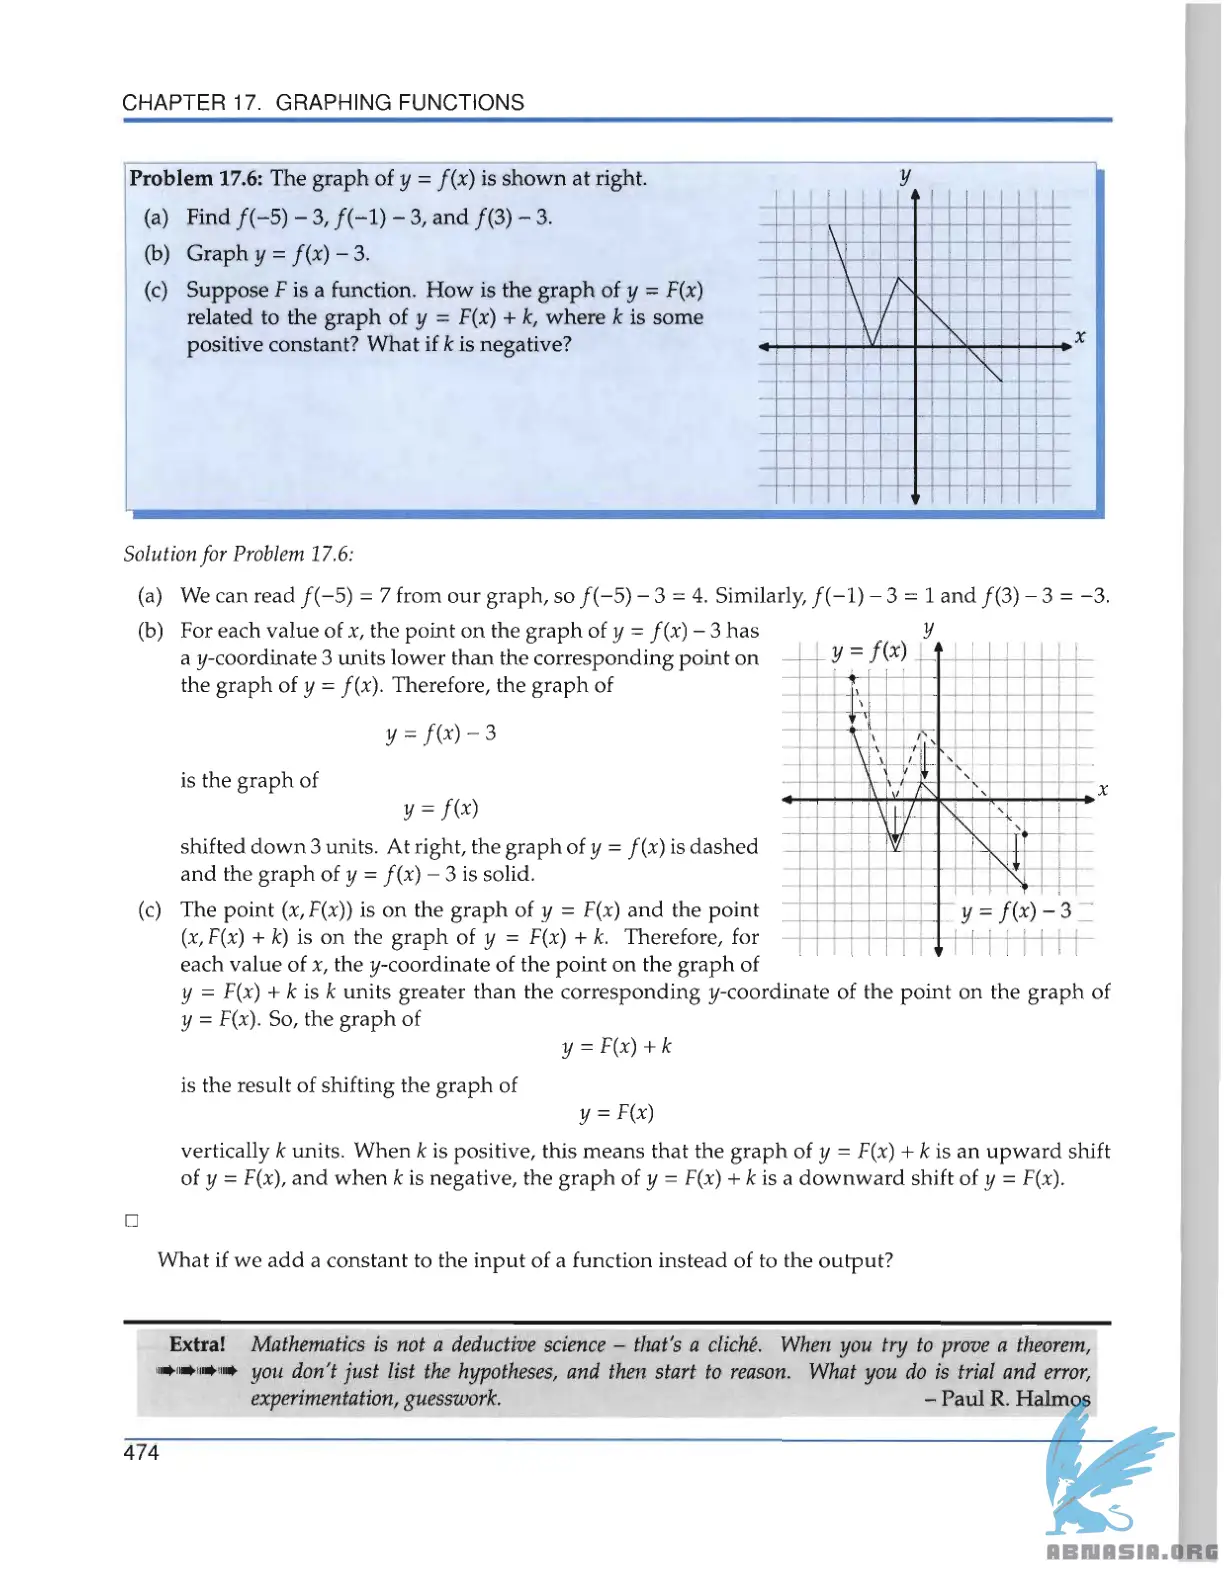 CHAPTER 17. GRAPHING FUNCTIONS
Problem 17.6: The graph of y = f(x) is shown at right.
(a) Find f(−5) − 3, f(−1) − 3, and f(3) − 3.
(b) Graph y = f(x) − 3.
(c) Suppose F is a function. How is the graph of y = F(x)
related to the graph of y = F(x) + k, where k is some
positive constant? What if k is negative?
y
x
Solution for Problem 17.6:
(a) We can read f(−5) = 7 from our graph, so f(−5) − 3 = 4. Similarly, f(−1) − 3 = 1 and f(3) − 3 = −3.
(b) For each value of x, the point on the graph of y = f(x) − 3 has
a y-coordinate 3 units lower than the corresponding point on
the graph of y = f(x). Therefore, the graph of
y = f(x) − 3
is the graph of
y = f(x)
shifted down 3 units. At right, the graph of y = f(x) is dashed
and the graph of y = f(x) − 3 is solid.
y
y = f(x)
x
y = f(x) − 3
(c) The point (x, F(x)) is on the graph of y = F(x) and the point
(x, F(x) + k) is on the graph of y = F(x) + k. Therefore, for
each value of x, the y-coordinate of the point on the graph of
y = F(x) + k is k units greater than the corresponding y-coordinate of the point on the graph of
y = F(x). So, the graph of
y = F(x) + k
is the result of shifting the graph of
y = F(x)
vertically k units. When k is positive, this means that the graph of y = F(x) + k is an upward shift
of y = F(x), and when k is negative, the graph of y = F(x) + k is a downward shift of y = F(x).
□
What if we add a constant to the input of a function instead of to the output?
Extra! Mathematics is not a deductive science – that's a cliché. When you try to prove a theorem,
you don't just list the hypotheses, and then start to reason. What you do is trial and error,
experimentation, guesswork. – Paul R. Halmos
474
ABNASIA.ORG